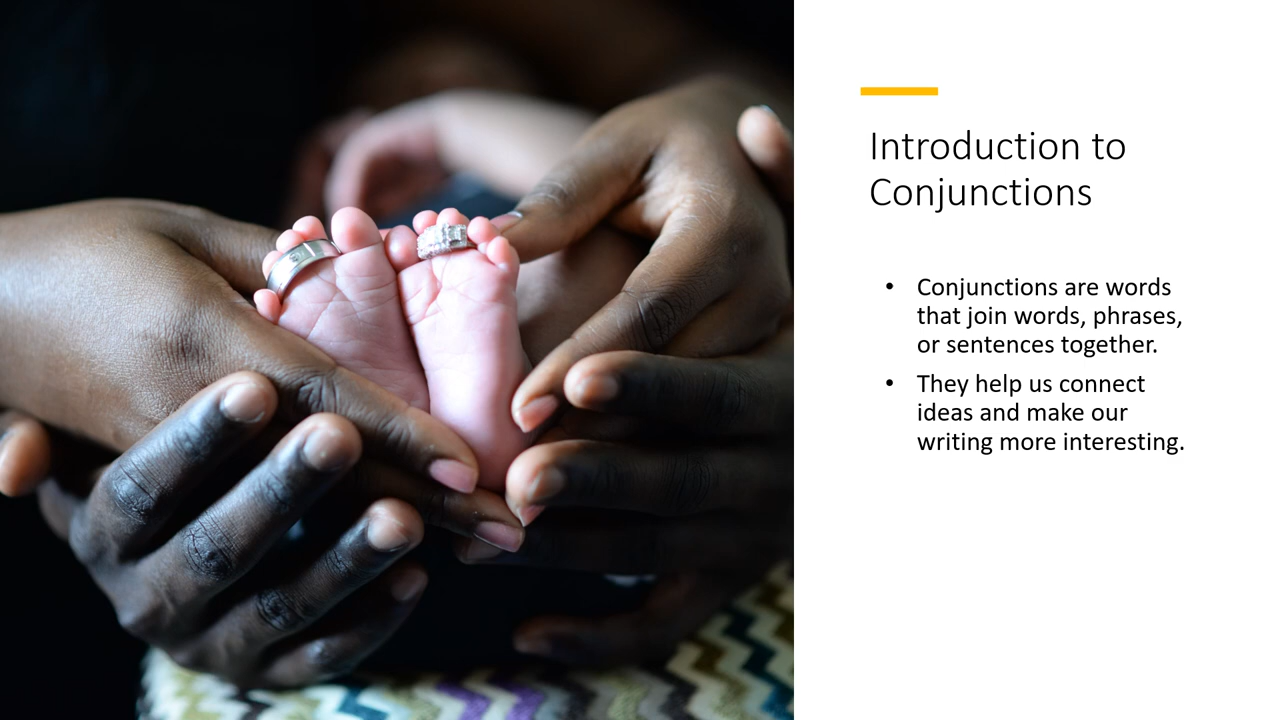 Introduction to
Conjunctions
• Conjunctions are words
that join words, phrases,
or sentences together.
• They help us connect
ideas and make our
writing more interesting.